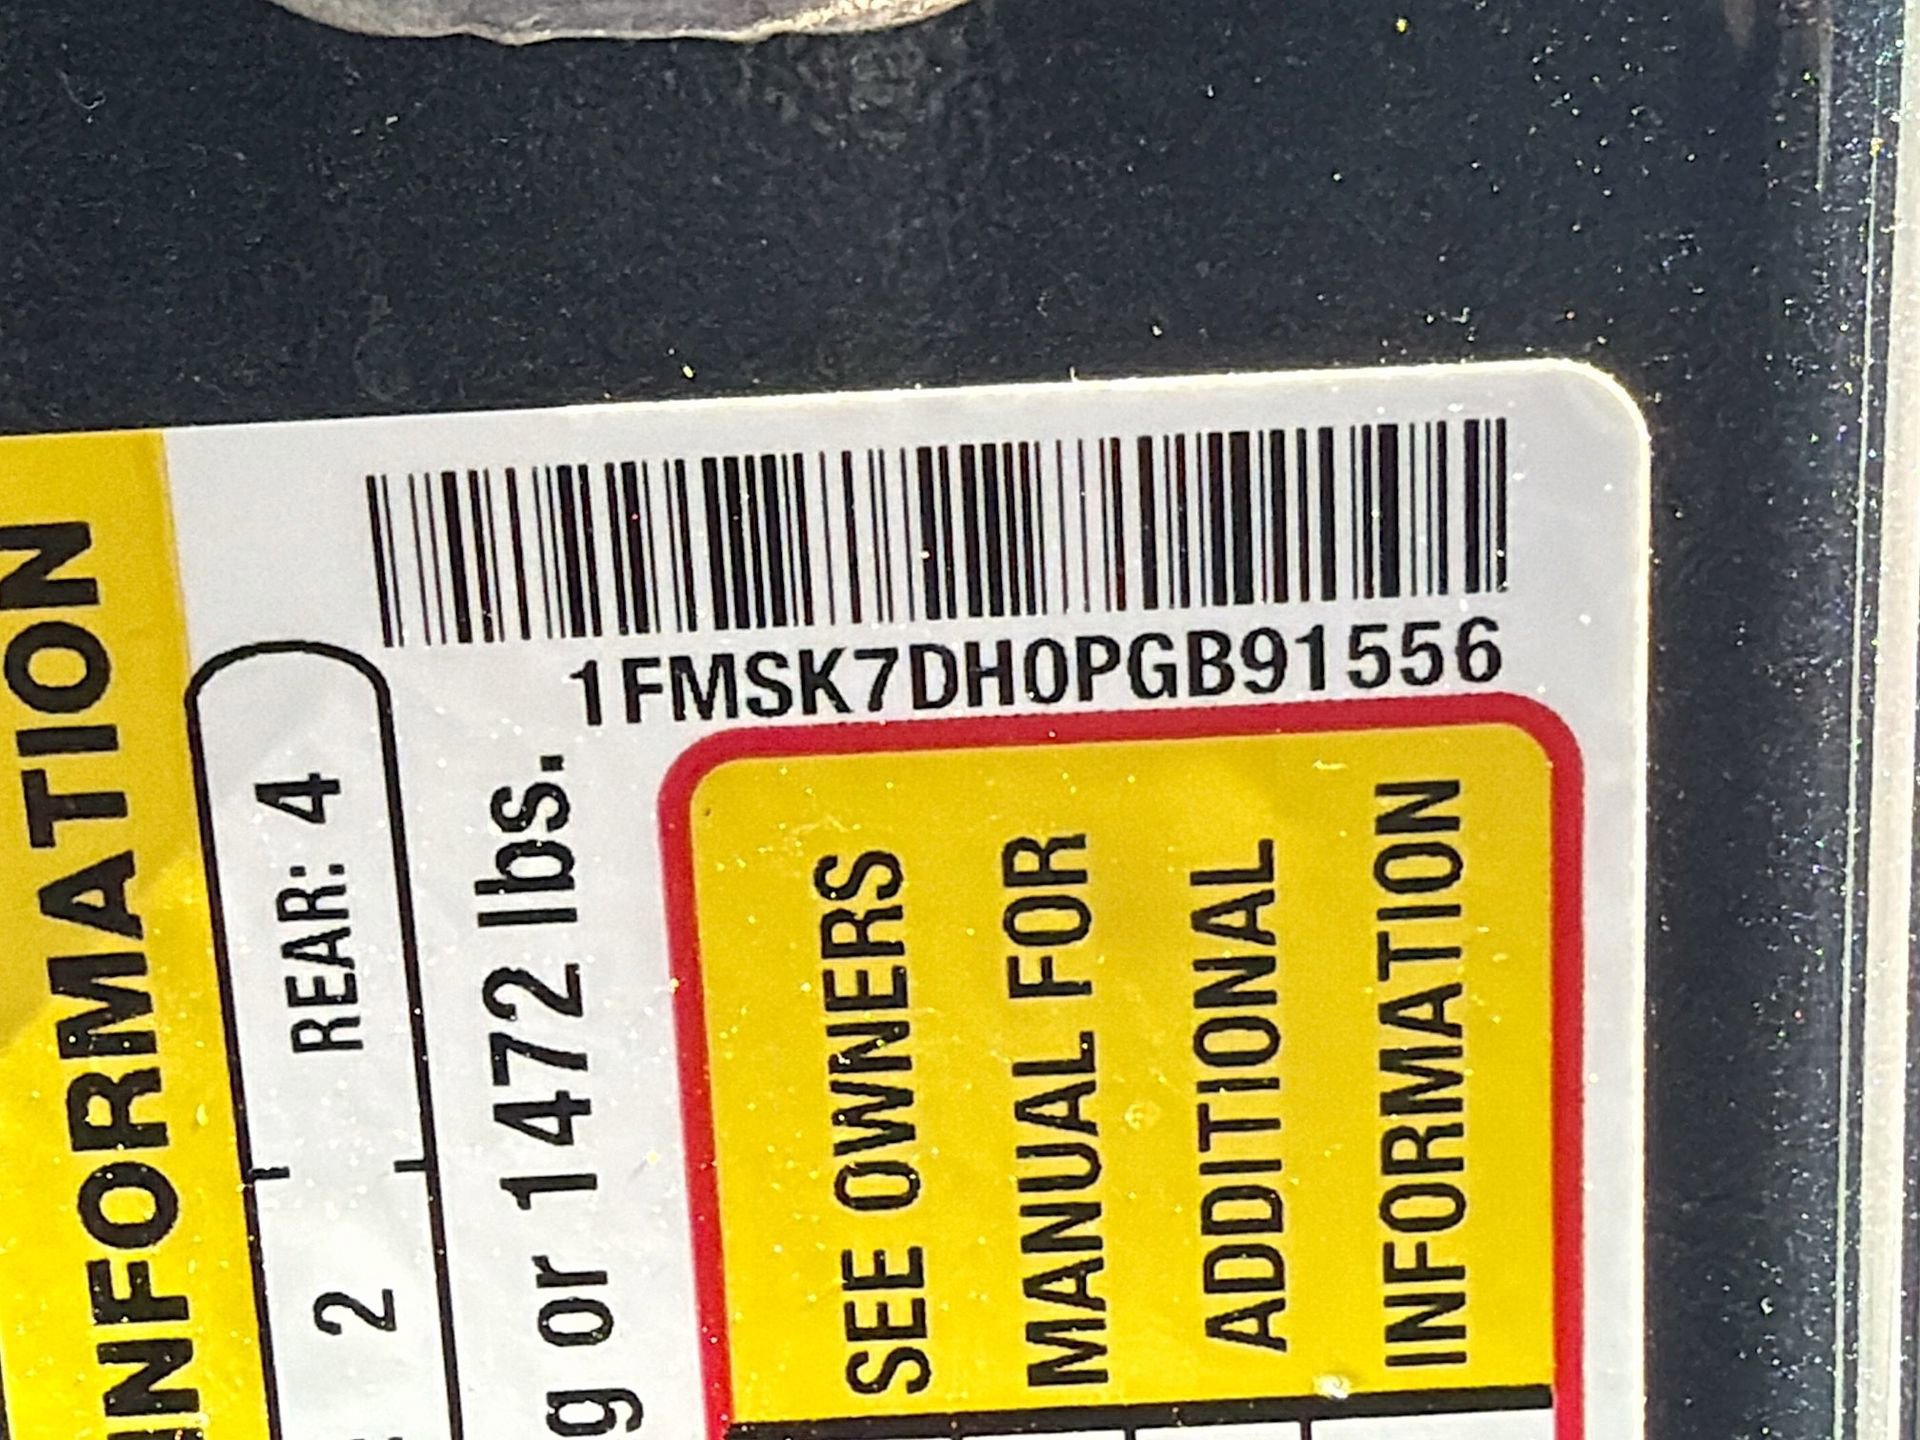 1FMSK7DH0PGB91556
INFORMATION
2 REAR: 4
g or 1472 lbs.
SEE OWNERS
MANUAL FOR
ADDITIONAL
INFORMATION